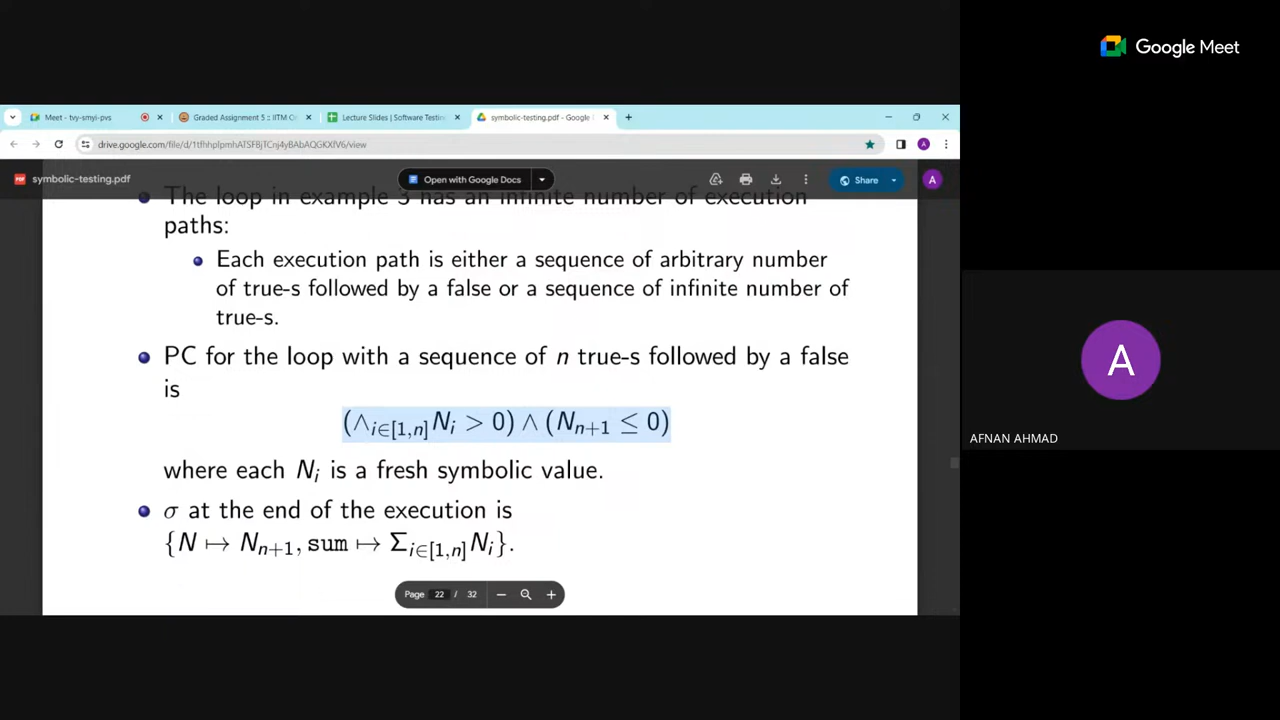 Google Meet
Meet - tvy-smyi-pvs
Graded Assignment 5 :: IITM O
Lecture Slides | Software Testin
symbolic-testing.pdf - Google
drive.google.com/file/d/1tfhhplpmhATSF8jTCnj4yBAbAQGKXfV6/view
A
symbolic-testing.pdf
Open with Google Docs
Share
A
The loop in example 3 has an infinite number of execution
paths:
Each execution path is either a sequence of arbitrary number
of true-s followed by a false or a sequence of infinite number of
true-s.
PC for the loop with a sequence of n true-s followed by a false
is
(∧i∈[1,n]Ni > 0) ∧ (Nn+1 ≤ 0)
where each Ni is a fresh symbolic value.
σ at the end of the execution is
{N ↦ Nn+1, sum ↦ Σi∈[1,n]Ni}.
Page 22 / 32
A
AFNAN AHMAD